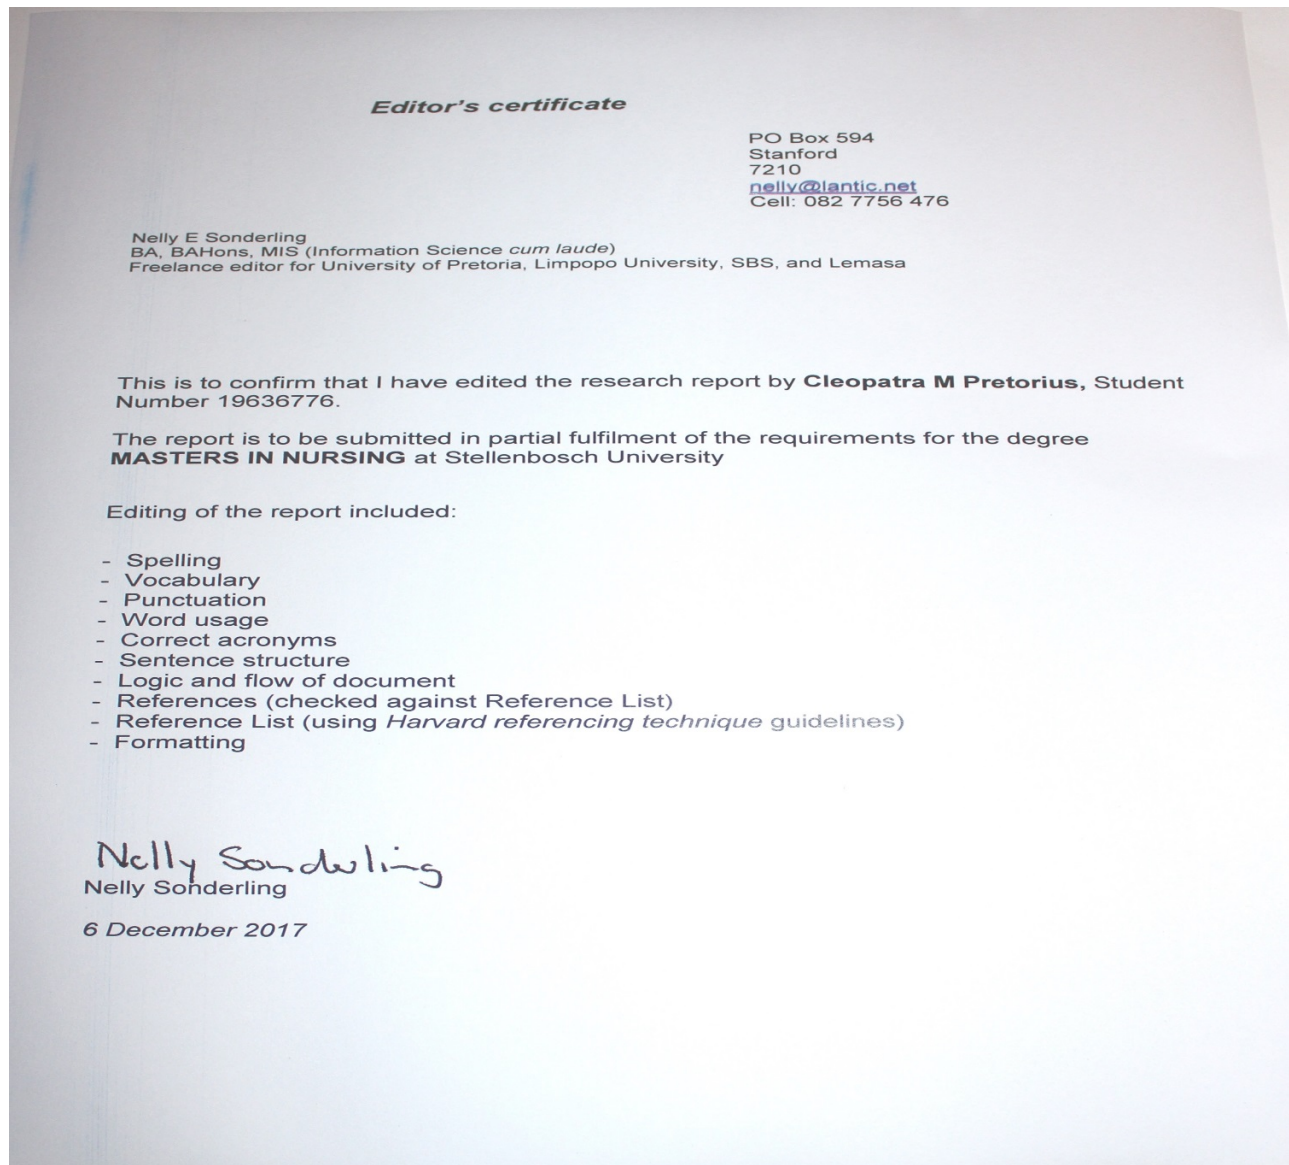 Editor's certificate
PO Box 594
Stanford
7210
nelly@lantic.net
Cell: 082 7756 476
Nelly E Sonderling
BA, BAHons, MIS (Information Science cum laude)
Freelance editor for University of Pretoria, Limpopo University, SBS, and Lemasa
This is to confirm that I have edited the research report by Cleopatra M Pretorius, Student
Number 19636776.
The report is to be submitted in partial fulfilment of the requirements for the degree
MASTERS IN NURSING at Stellenbosch University
Editing of the report included:
- Spelling
- Vocabulary
- Punctuation
- Word usage
- Correct acronyms
- Sentence structure
- Logic and flow of document
- References (checked against Reference List)
- Reference List (using Harvard referencing technique guidelines)
- Formatting
Nelly Sonderling
Nelly Sonderling
6 December 2017